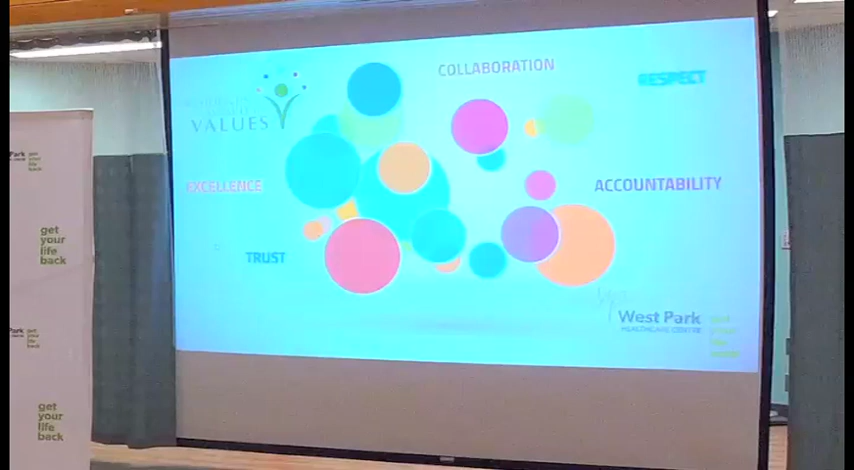 COLLABORATION
RESPECT
VALUES
EXCELLENCE
ACCOUNTABILITY
TRUST
West Park
HEALTHCARE CENTRE
get
your
life
back
get
your
life
back